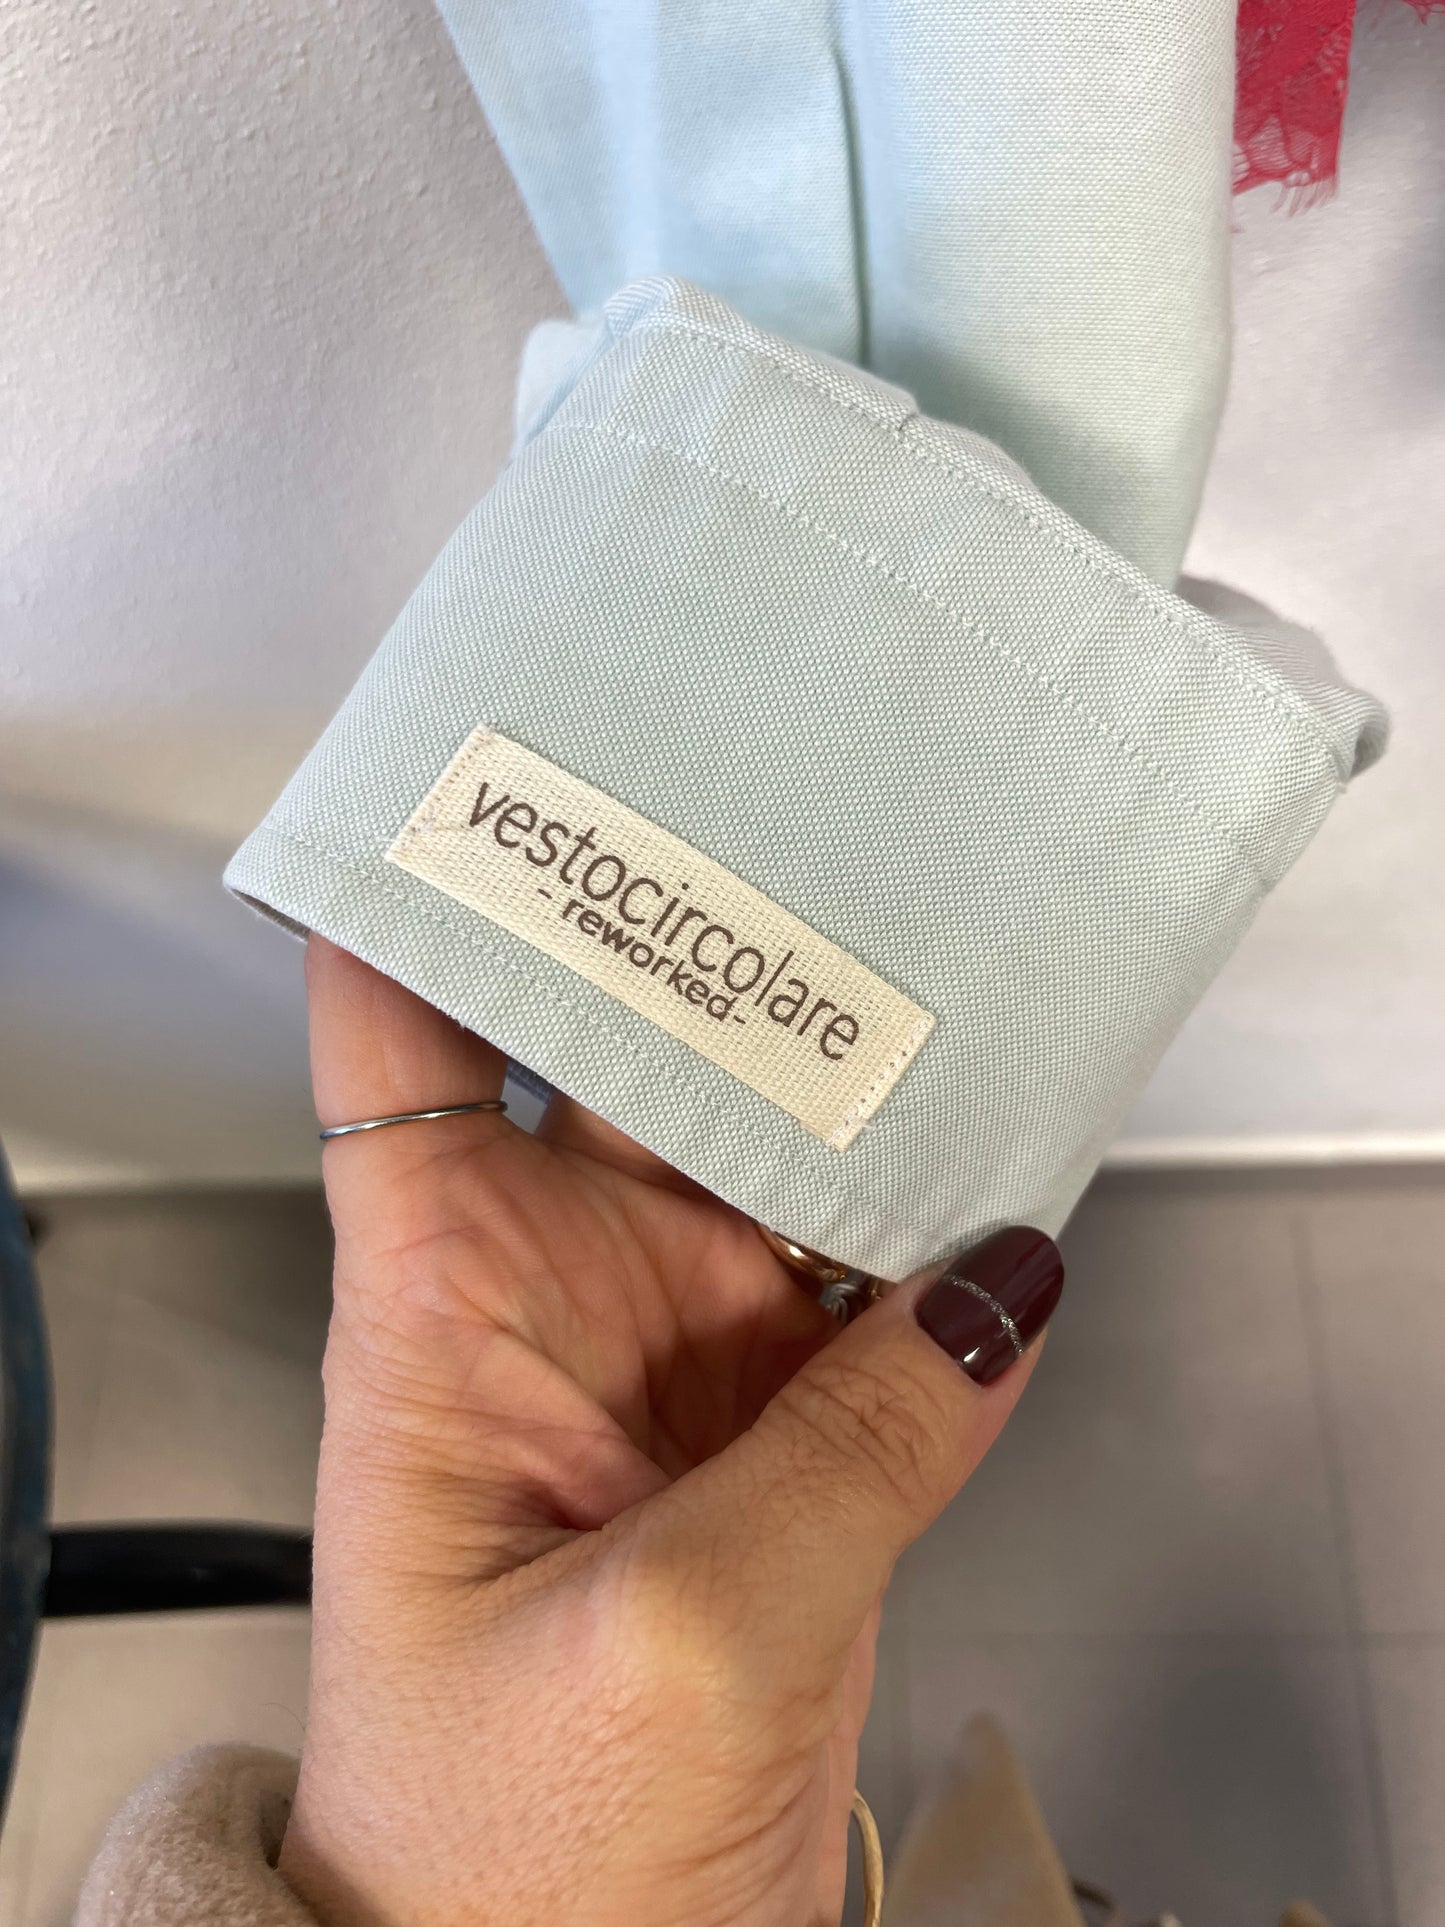 vestocircolare
- reworked-